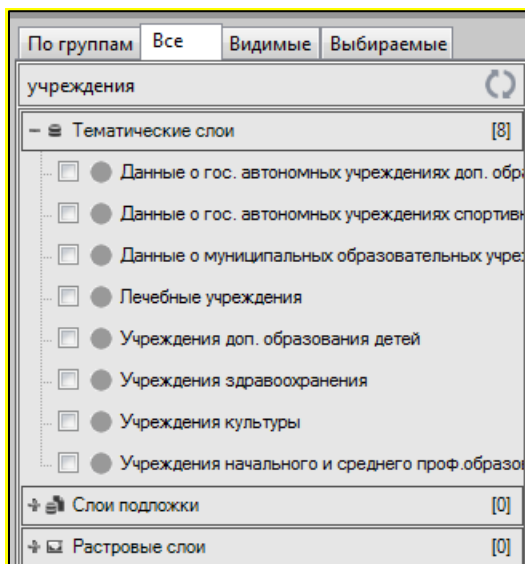 По группам Все Видимые Выбираемые
учреждения
Тематические слои [8]
Данные о гос. автономных учреждениях доп. обра
Данные о гос. автономных учреждениях спортивн
Данные о муниципальных образовательных учре
Лечебные учреждения
Учреждения доп. образования детей
Учреждения здравоохранения
Учреждения культуры
Учреждения начального и среднего проф.образо
Слои подложки [0]
Растровые слои [0]